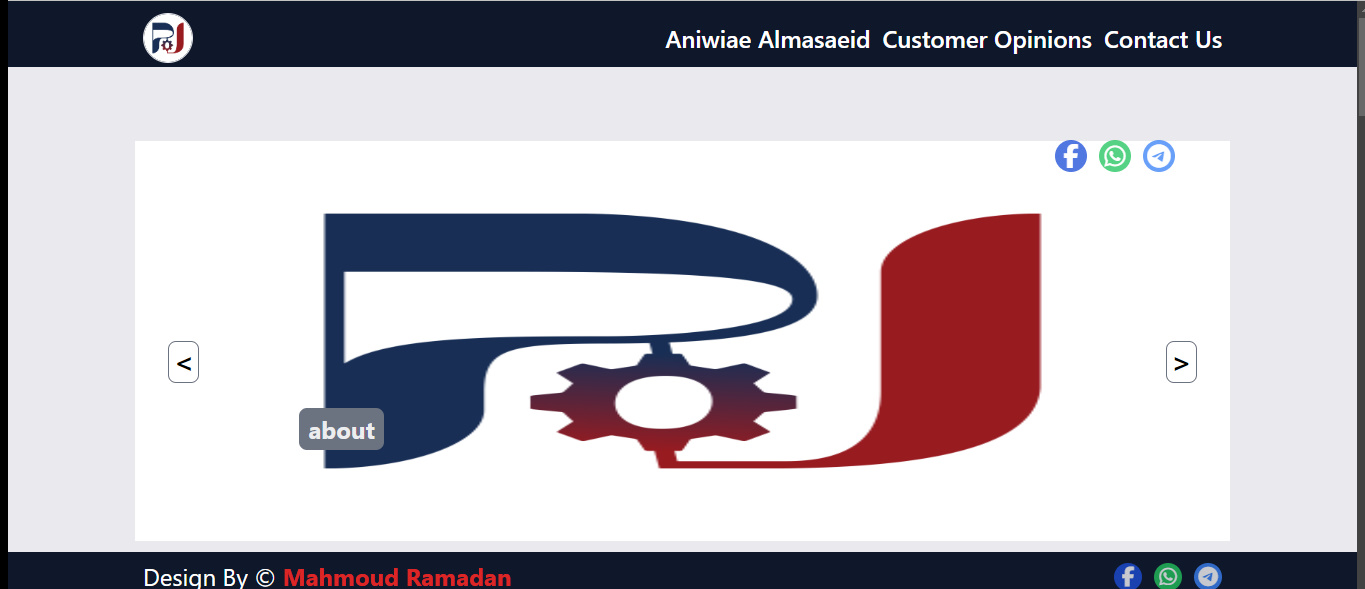 Aniwiae Almasaeid Customer Opinions Contact Us
<
>
about
Design By © Mahmoud Ramadan